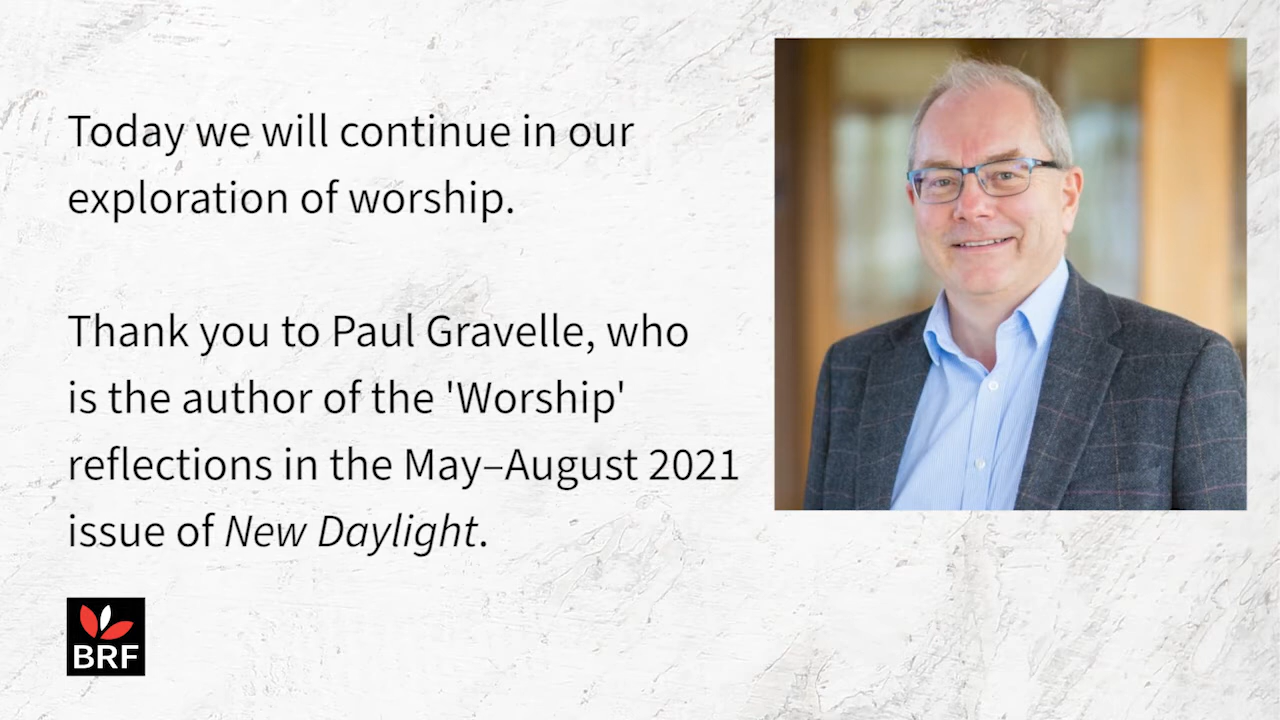 Today we will continue in our
exploration of worship.
Thank you to Paul Gravelle, who
is the author of the 'Worship'
reflections in the May–August 2021
issue of New Daylight.
BRF